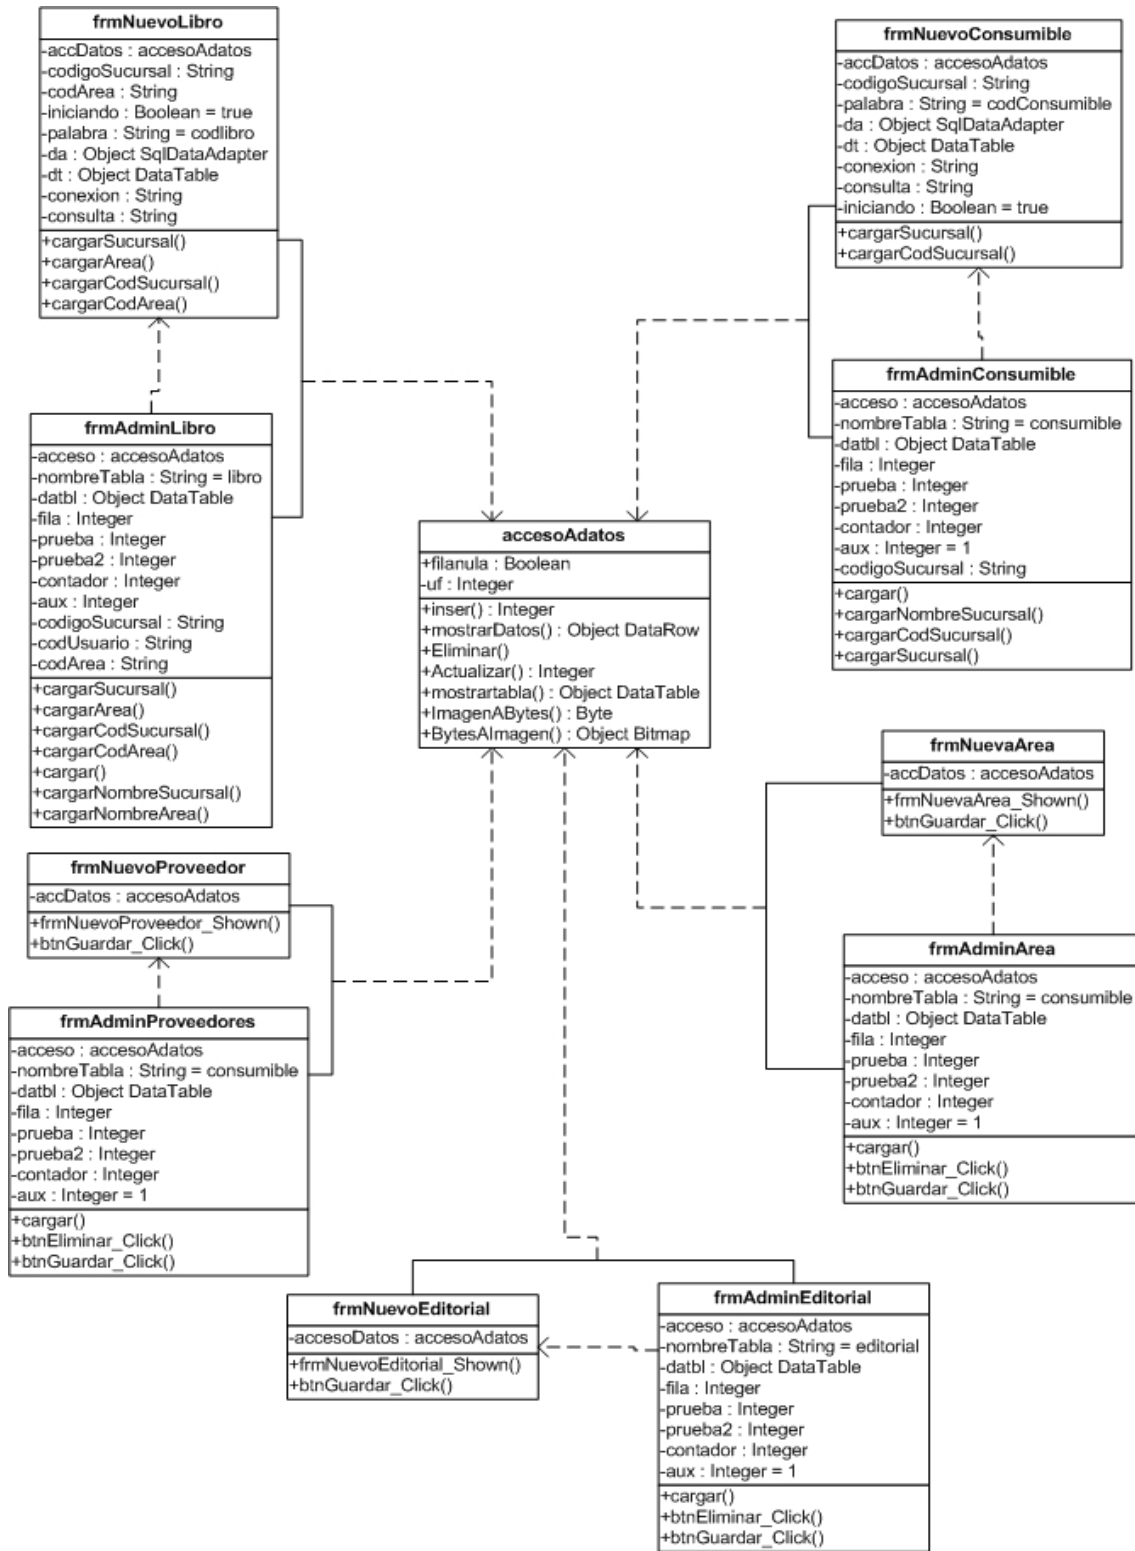 frmNuevoLibro
-accDatos : accesoAdatos
-codigoSucursal : String
-codArea : String
-iniciando : Boolean = true
-palabra : String = codlibro
-da : Object SqlDataAdapter
-dt : Object DataTable
-conexion : String
-consulta : String
+cargarSucursal()
+cargarArea()
+cargarCodSucursal()
+cargarCodArea()
frmNuevoConsumible
-accDatos : accesoAdatos
-codigoSucursal : String
-palabra : String = codConsumible
-da : Object SqlDataAdapter
-dt : Object DataTable
-conexion : String
-consulta : String
-iniciando : Boolean = true
+cargarSucursal()
+cargarCodSucursal()
frmAdminLibro
-acceso : accesoAdatos
-nombreTabla : String = libro
-datbl : Object DataTable
-fila : Integer
-prueba : Integer
-prueba2 : Integer
-contador : Integer
-aux : Integer
-codigoSucursal : String
-codUsuario : String
-codArea : String
+cargarSucursal()
+cargarArea()
+cargarCodSucursal()
+cargarCodArea()
+cargar()
+cargarNombreSucursal()
+cargarNombreArea()
frmAdminConsumible
-acceso : accesoAdatos
-nombreTabla : String = consumible
-datbl : Object DataTable
-fila : Integer
-prueba : Integer
-prueba2 : Integer
-contador : Integer
-aux : Integer = 1
-codigoSucursal : String
+cargar()
+cargarNombreSucursal()
+cargarCodSucursal()
+cargarSucursal()
accesoAdatos
+filanula : Boolean
-uf : Integer
+inser() : Integer
+mostrarDatos() : Object DataRow
+Eliminar()
+Actualizar() : Integer
+mostrartabla() : Object DataTable
+ImagenABytes() : Byte
+BytesAImagen() : Object Bitmap
frmNuevaArea
-accDatos : accesoAdatos
+frmNuevaArea_Shown()
+btnGuardar_Click()
frmNuevoProveedor
-accDatos : accesoAdatos
+frmNuevoProveedor_Shown()
+btnGuardar_Click()
frmAdminArea
-acceso : accesoAdatos
-nombreTabla : String = consumible
-datbl : Object DataTable
-fila : Integer
-prueba : Integer
-prueba2 : Integer
-contador : Integer
-aux : Integer = 1
+cargar()
+btnEliminar_Click()
+btnGuardar_Click()
frmAdminProveedores
-acceso : accesoAdatos
-nombreTabla : String = consumible
-datbl : Object DataTable
-fila : Integer
-prueba : Integer
-prueba2 : Integer
-contador : Integer
-aux : Integer = 1
+cargar()
+btnEliminar_Click()
+btnGuardar_Click()
frmNuevoEditorial
-accesoDatos : accesoAdatos
+frmNuevoEditorial_Shown()
+btnGuardar_Click()
frmAdminEditorial
-acceso : accesoAdatos
-nombreTabla : String = editorial
-datbl : Object DataTable
-fila : Integer
-prueba : Integer
-prueba2 : Integer
-contador : Integer
-aux : Integer = 1
+cargar()
+btnEliminar_Click()
+btnGuardar_Click()